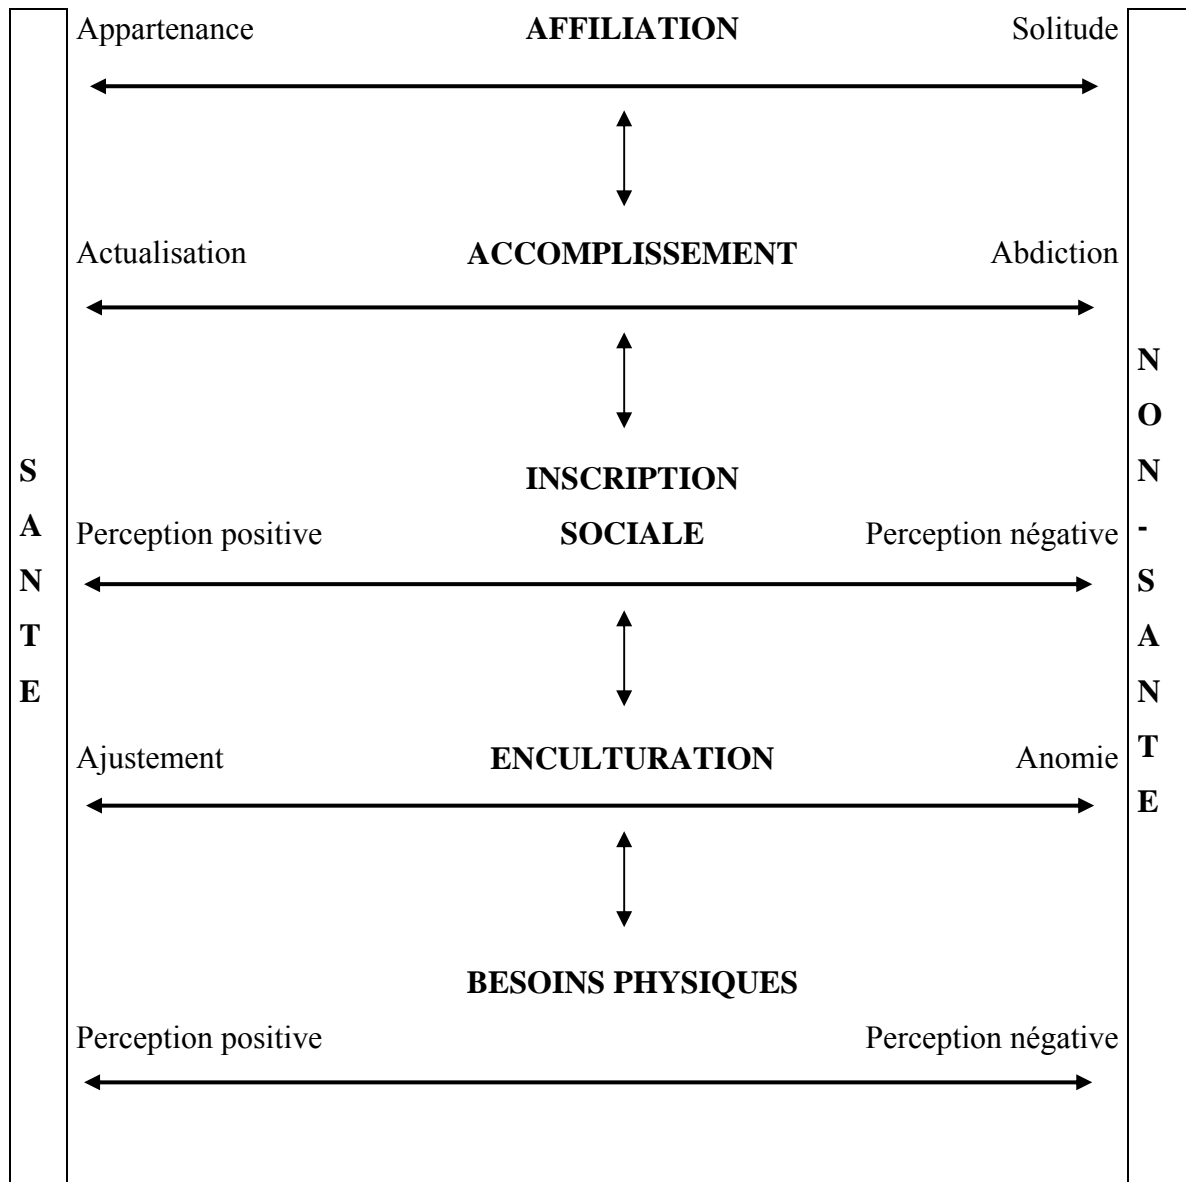 Appartenance AFFILIATION Solitude
Actualisation ACCOMPLISSEMENT Abdiction
INSCRIPTION
Perception positive SOCIALE Perception négative
Ajustement ENCULTURATION Anomie
BESOINS PHYSIQUES
Perception positive Perception négative
SANTE
NON-SANTE